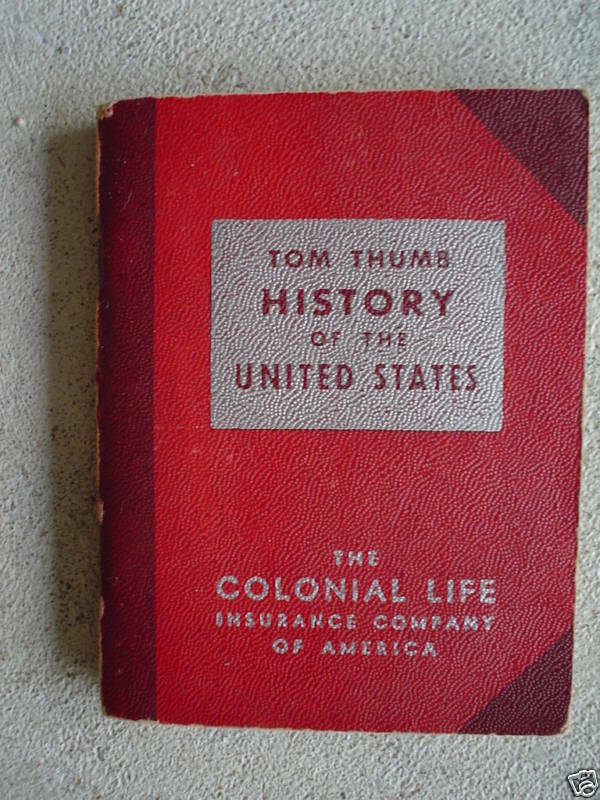 TOM THUMB
HISTORY
OF THE
UNITED STATES
THE
COLONIAL LIFE
INSURANCE COMPANY
OF AMERICA